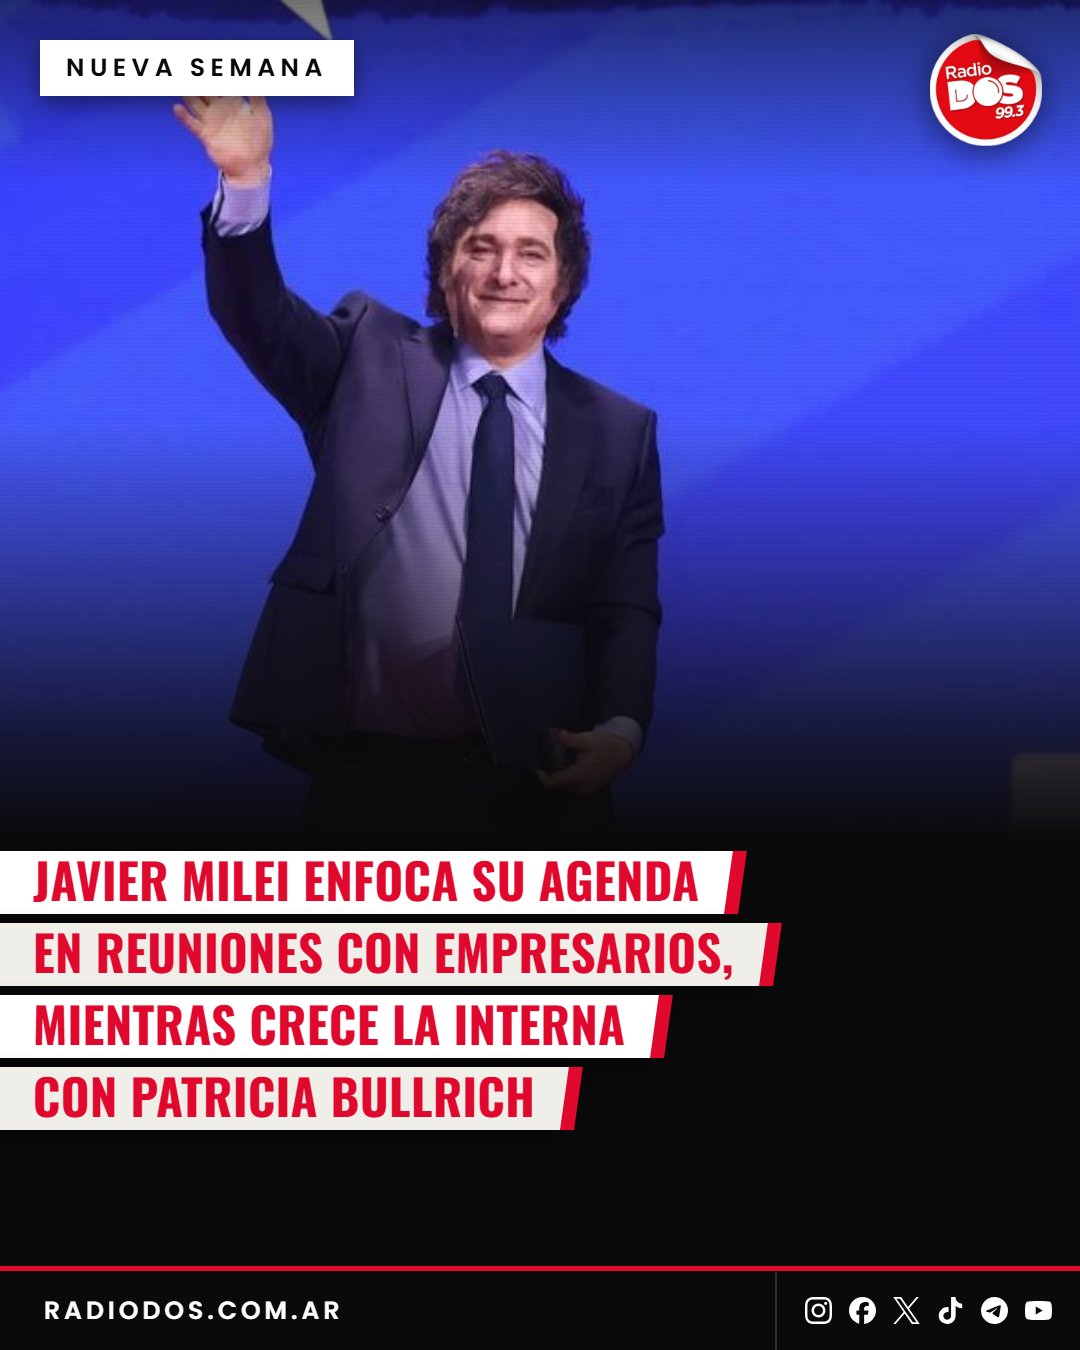 NUEVA SEMANA
Radio
DOS
99.3
JAVIER MILEI ENFOCA SU AGENDA
EN REUNIONES CON EMPRESARIOS,
MIENTRAS CRECE LA INTERNA
CON PATRICIA BULLRICH
RADIODOS.COM.AR